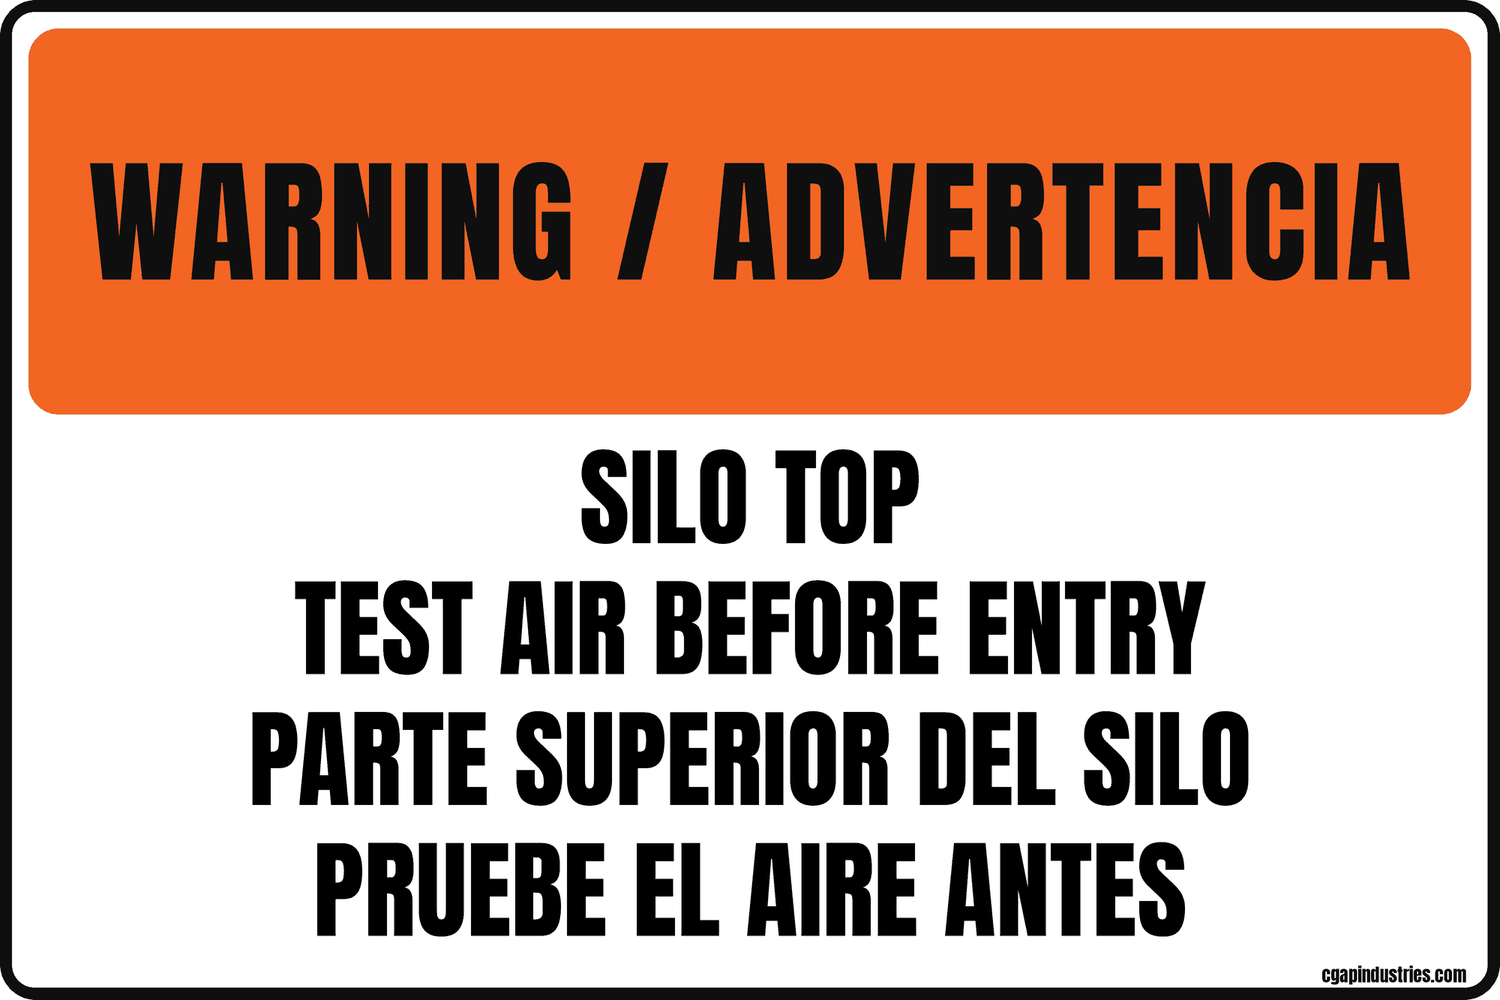 WARNING / ADVERTENCIA
SILO TOP
TEST AIR BEFORE ENTRY
PARTE SUPERIOR DEL SILO
PRUEBE EL AIRE ANTES
cgapindustries.com